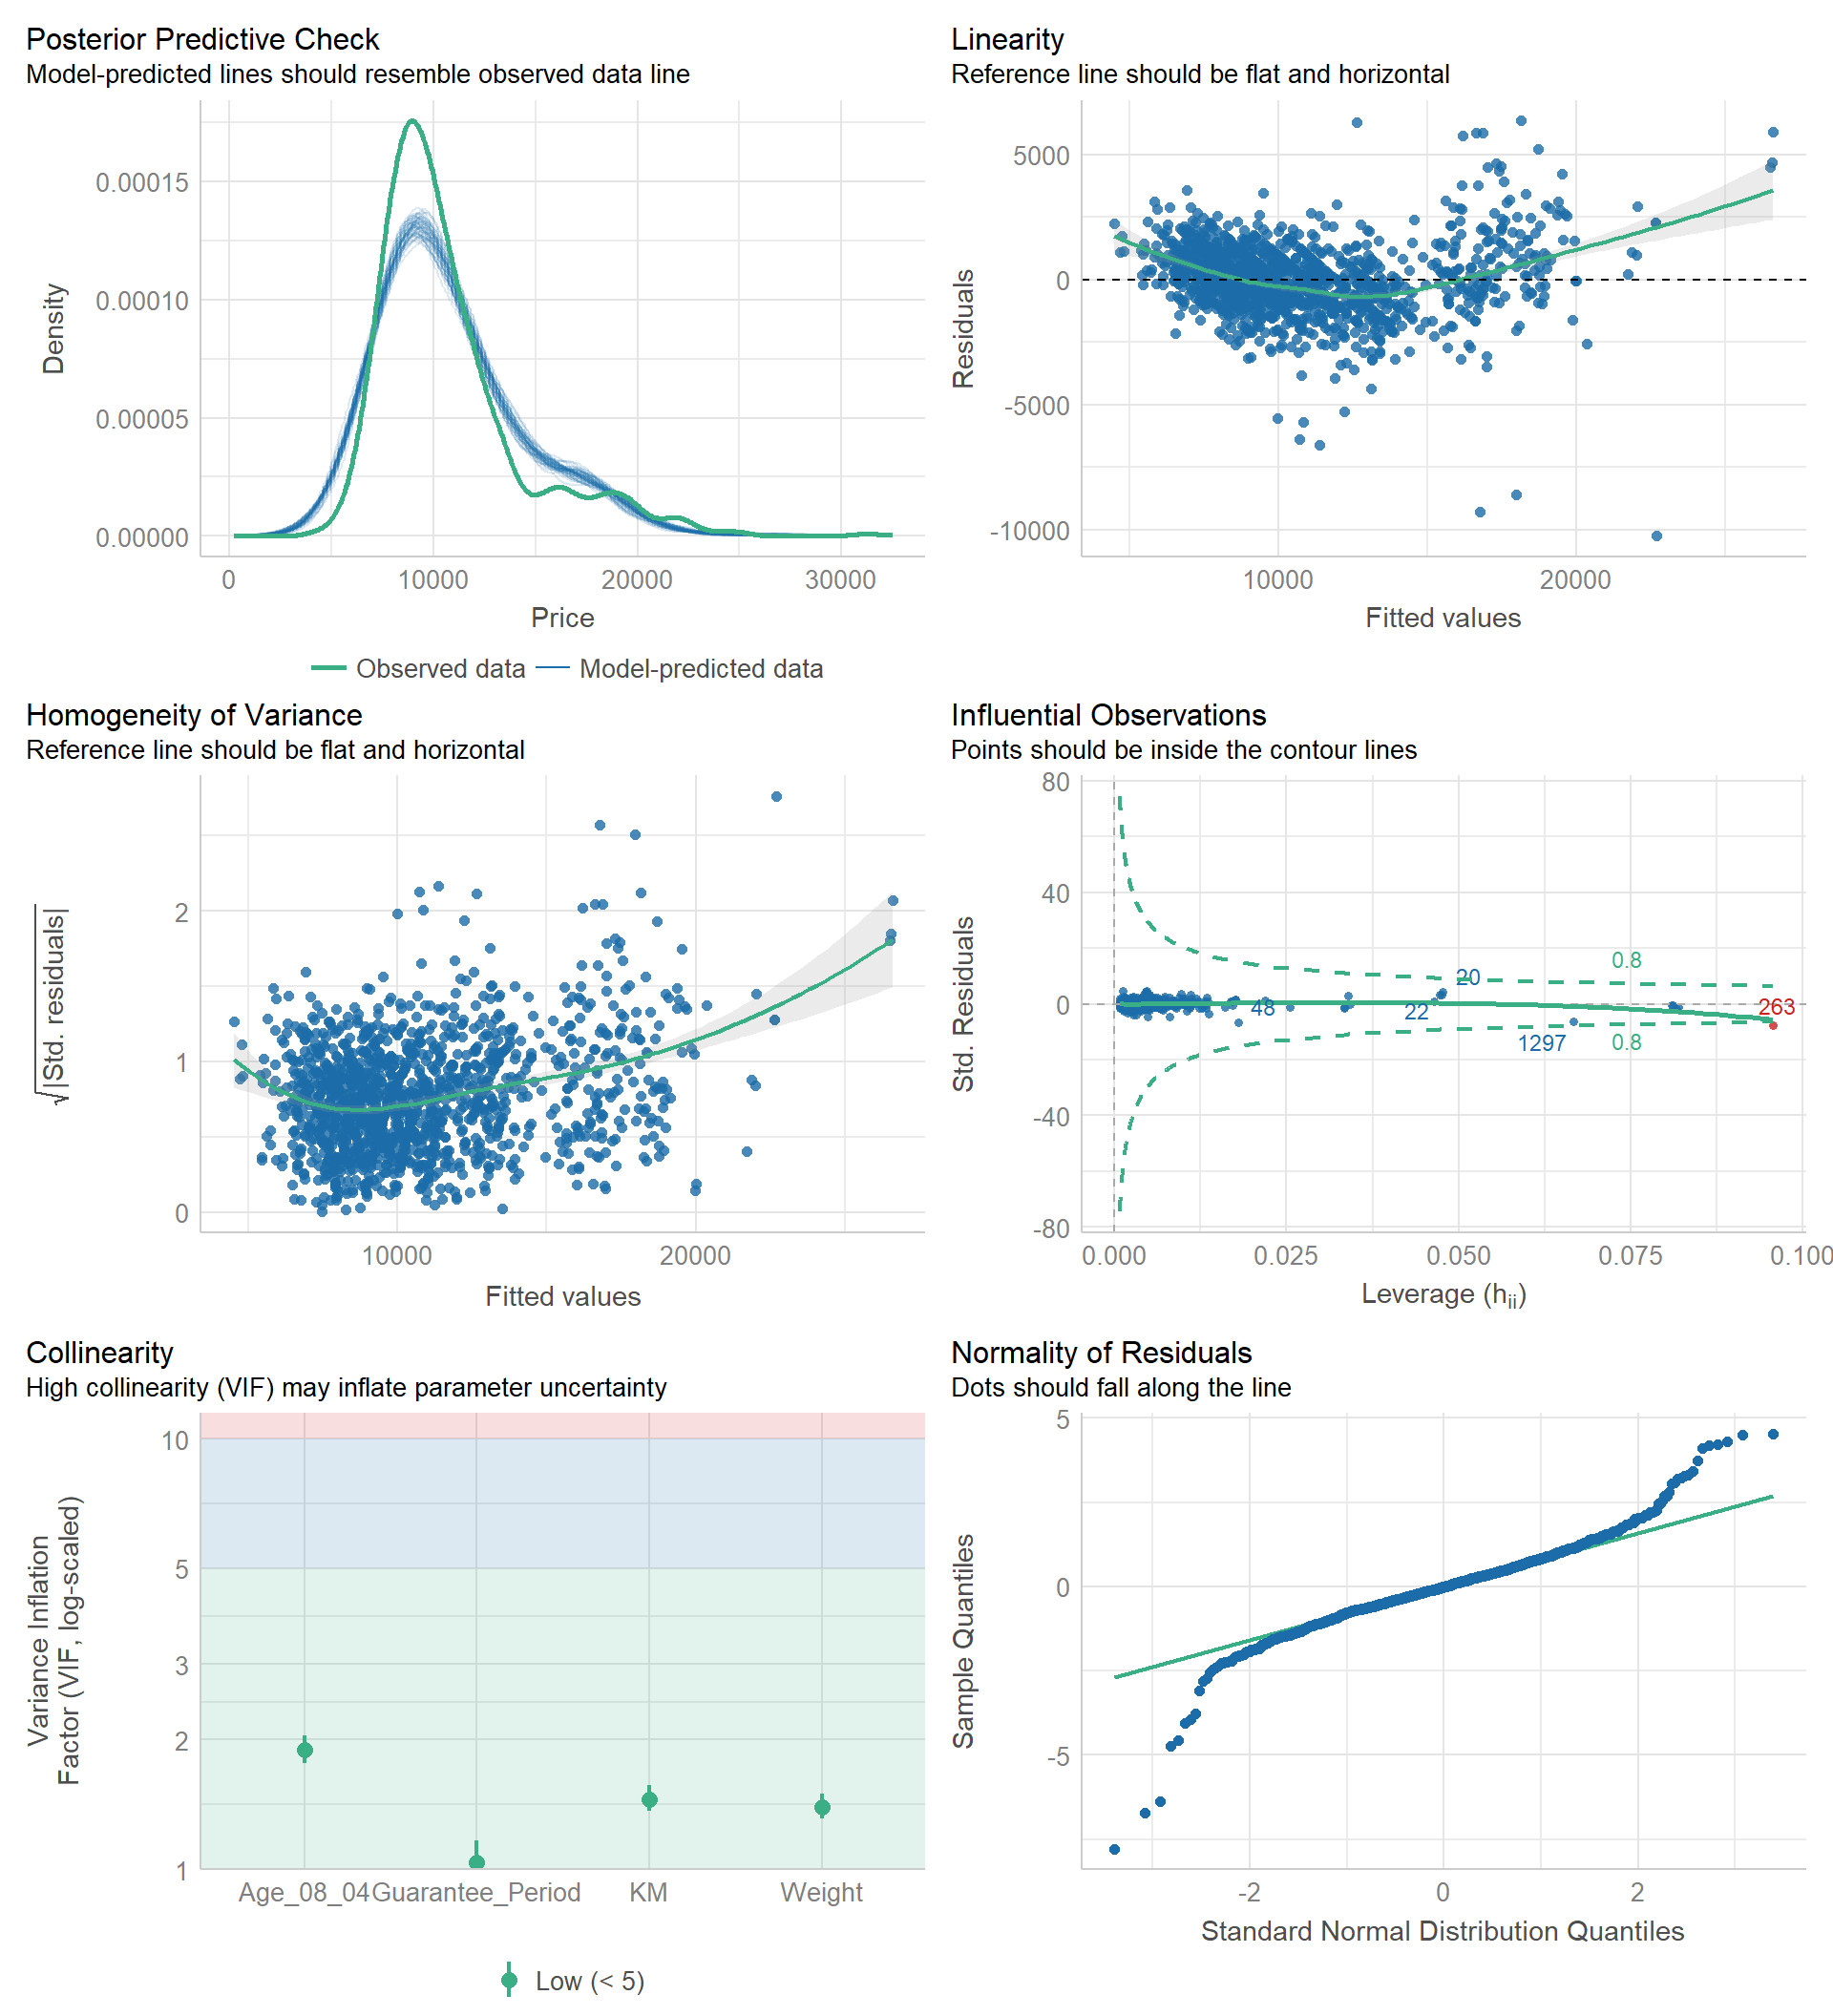 Posterior Predictive Check
Model-predicted lines should resemble observed data line
0.00015
0.00010
0.00005
0.00000
Density
0
10000
20000
30000
Price
Observed data
Model-predicted data
Linearity
Reference line should be flat and horizontal
5000
0
-5000
-10000
Residuals
10000
20000
Fitted values
Homogeneity of Variance
Reference line should be flat and horizontal
2
1
0
√|Std. residuals|
10000
20000
Fitted values
Influential Observations
Points should be inside the contour lines
80
40
0
-40
-80
Std. Residuals
0.8
20
48
22
263
1297
0.8
0.000
0.025
0.050
0.075
0.100
Leverage (hii)
Collinearity
High collinearity (VIF) may inflate parameter uncertainty
10
5
3
2
1
Variance Inflation
Factor (VIF, log-scaled)
Age_08_04
Guarantee_Period
KM
Weight
Low (< 5)
Normality of Residuals
Dots should fall along the line
5
0
-5
Sample Quantiles
-2
0
2
Standard Normal Distribution Quantiles